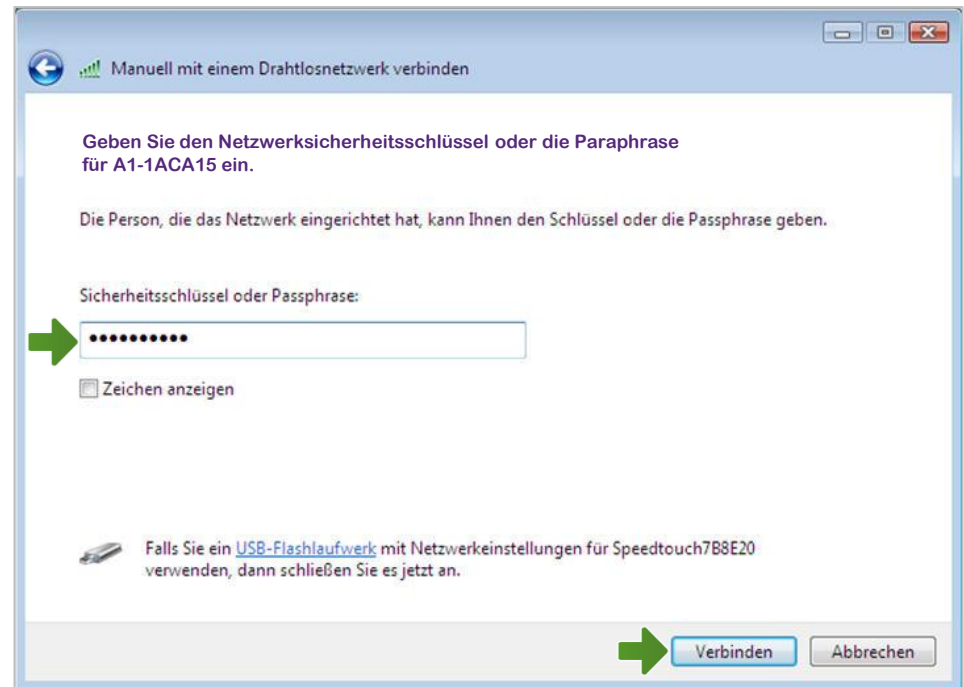 Manuell mit einem Drahtlosnetzwerk verbinden
Geben Sie den Netzwerksicherheitsschlüssel oder die Paraphrase
für A1-1ACA15 ein.
Die Person, die das Netzwerk eingerichtet hat, kann Ihnen den Schlüssel oder die Passphrase geben.
Sicherheitsschlüssel oder Passphrase:
••••••••••
Zeichen anzeigen
Falls Sie ein USB-Flashlaufwerk mit Netzwerkeinstellungen für Speedtouch7B8E20
verwenden, dann schließen Sie es jetzt an.
Verbinden Abbrechen